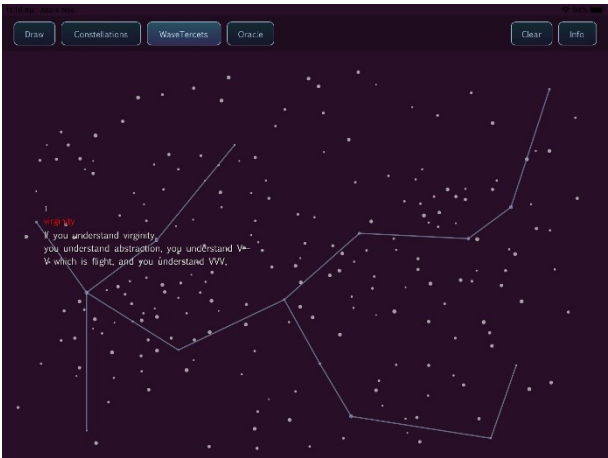 Draw Constellations WaveTercets Oracle Clear Info
1
virginity
If you understand virginity,
you understand abstraction, you understand V—
V-which is flight, and you understand VVV,